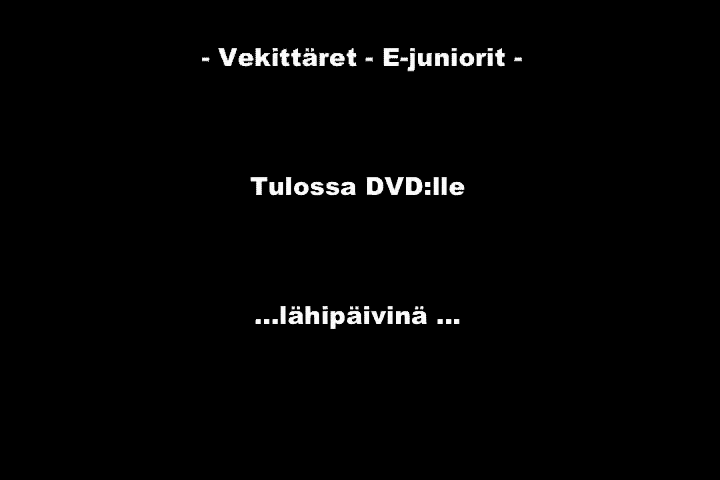 - Vekittäret - E-juniorit -
Tulossa DVD:lle
...lähipäivinä ...